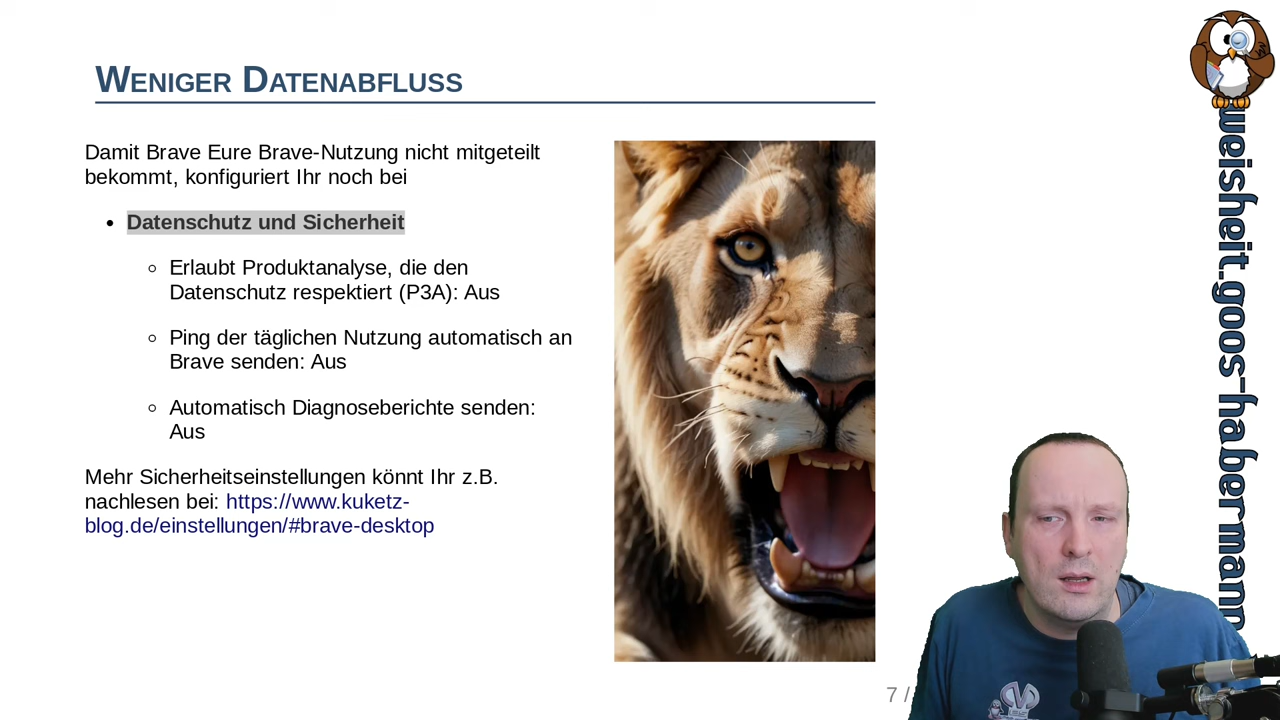 WENIGER DATENABFLUSS
Damit Brave Eure Brave-Nutzung nicht mitgeteilt
bekommt, konfiguriert Ihr noch bei
• Datenschutz und Sicherheit
◦ Erlaubt Produktanalyse, die den
Datenschutz respektiert (P3A): Aus
◦ Ping der täglichen Nutzung automatisch an
Brave senden: Aus
◦ Automatisch Diagnoseberichte senden:
Aus
Mehr Sicherheitseinstellungen könnt Ihr z.B.
nachlesen bei: https://www.kuketz-
blog.de/einstellungen/#brave-desktop
7 /
weisheit.goos-habermann